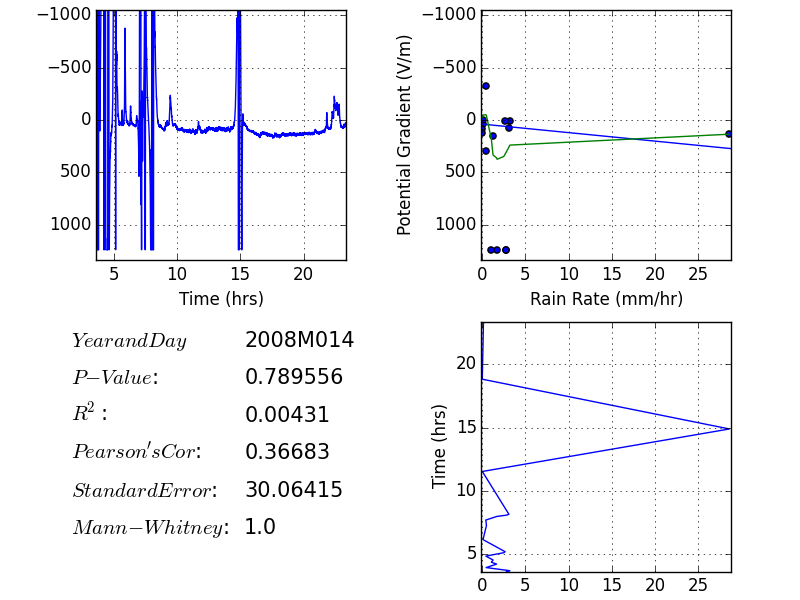 −1000
−500
0
500
1000
5 10 15 20
Time (hrs)
Potential Gradient (V/m)
−1000
−500
0
500
1000
0 5 10 15 20 25
Rain Rate (mm/hr)
YearandDay 2008M014
P−Value: 0.789556
R²: 0.00431
Pearson'sCor: 0.36683
StandardError: 30.06415
Mann−Whitney: 1.0
Time (hrs)
20
15
10
5
0 5 10 15 20 25